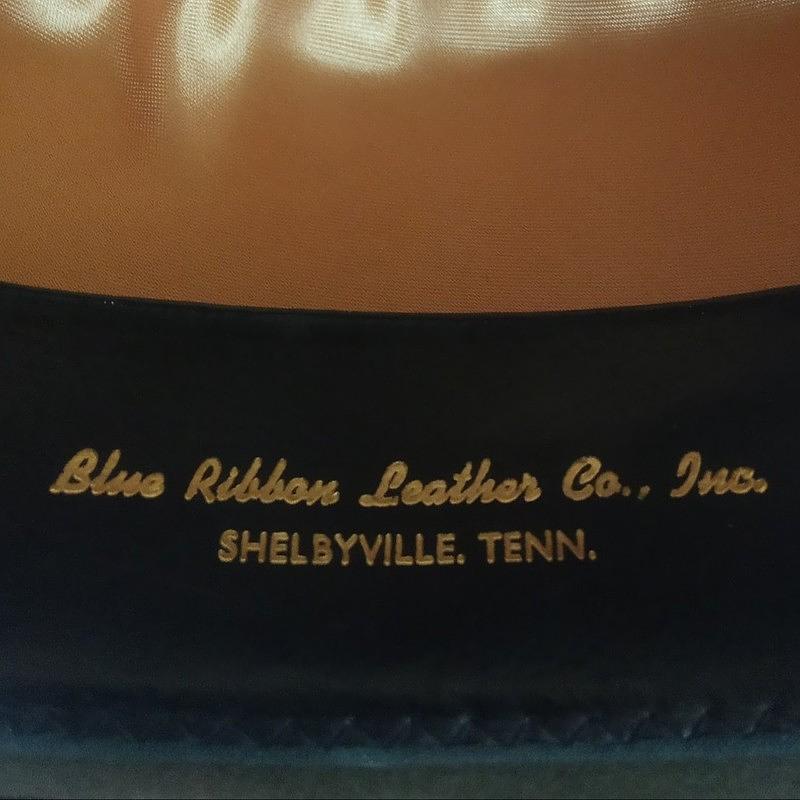 Blue Ribbon Leather Co., Inc.
SHELBYVILLE. TENN.